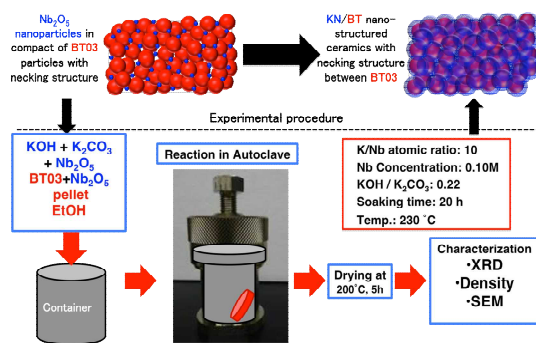 Nb₂O₅
nanoparticles in
compact of BT03
particles with
necking structure
KN/BT nano-
structured
ceramics with
necking structure
between BT03
Experimental procedure
KOH + K₂CO₃
+ Nb₂O₅
BT03+Nb₂O₅
pellet
EtOH
Reaction in Autoclave
K/Nb atomic ratio: 10
Nb Concentration: 0.10M
KOH / K₂CO₃: 0.22
Soaking time: 20 h
Temp.: 230 ˚C
Container
Drying at
200˚C, 5h
Characterization
•XRD
•Density
•SEM